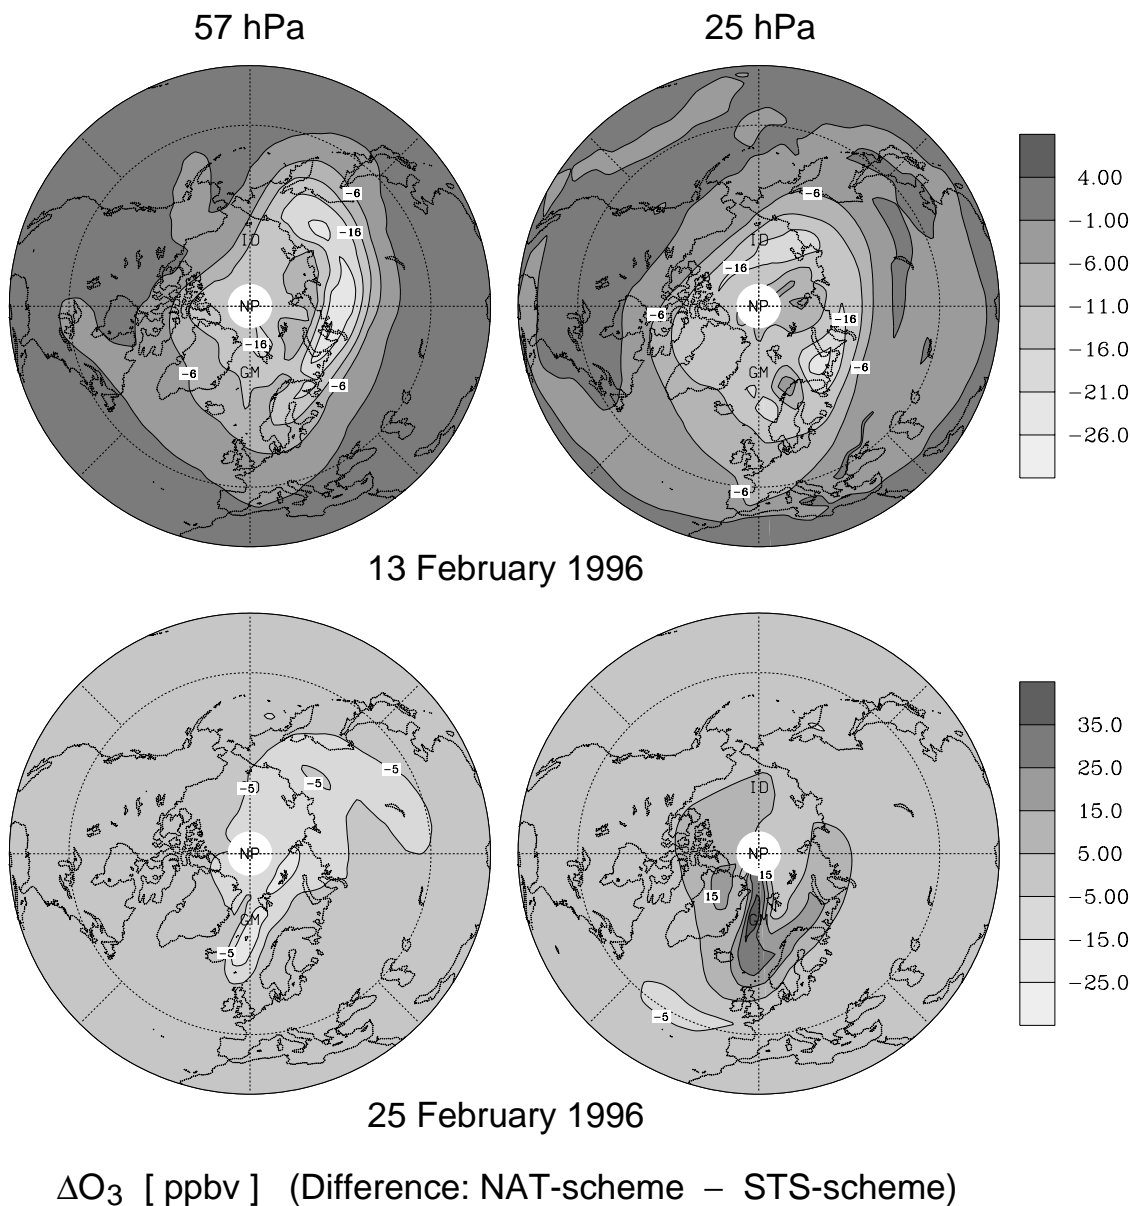 57 hPa
25 hPa
-6
-16
ID
NP
-16
GM
-6
-6
-6
ID
-16
NP
-6
-16
GM
-6
-6
4.00
-1.00
-6.00
-11.0
-16.0
-21.0
-26.0
13 February 1996
-5
-5
-5
NP
GM
-5
ID
NP
15
15
GM
-5
35.0
25.0
15.0
5.00
-5.00
-15.0
-25.0
25 February 1996
ΔO3 [ ppbv ] (Difference: NAT-scheme – STS-scheme)